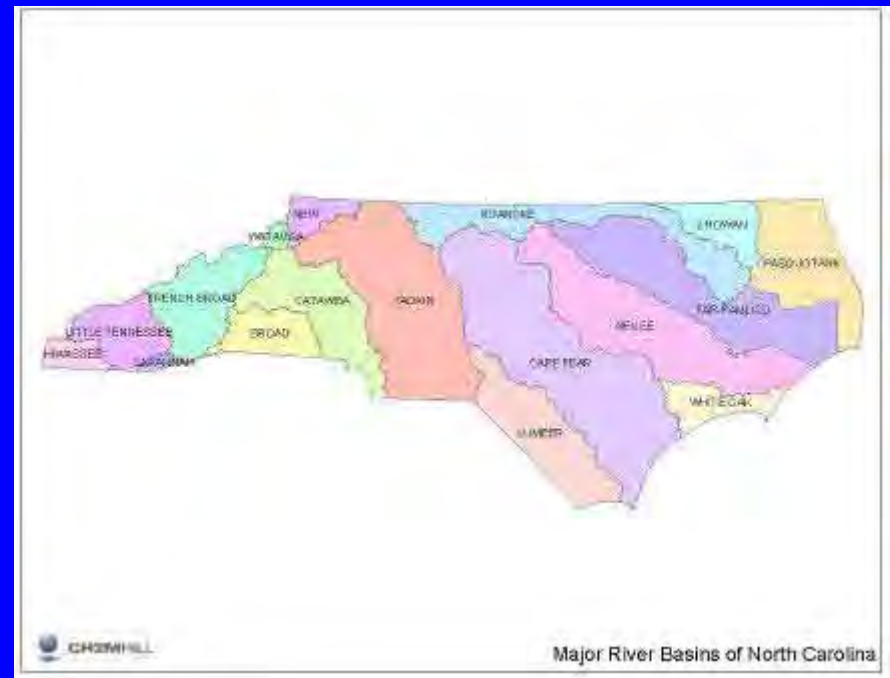 NEW
ROANOKE
CHOWAN
WATAUGA
PASQUOTANK
FRENCH BROAD
CATAWBA
YADKIN
TAR-PAMLICO
LITTLE TENNESSEE
BROAD
NEUSE
HIWASSEE
SAVANNAH
CAPE FEAR
WHITE OAK
LUMBER
CH2MHILL
Major River Basins of North Carolina